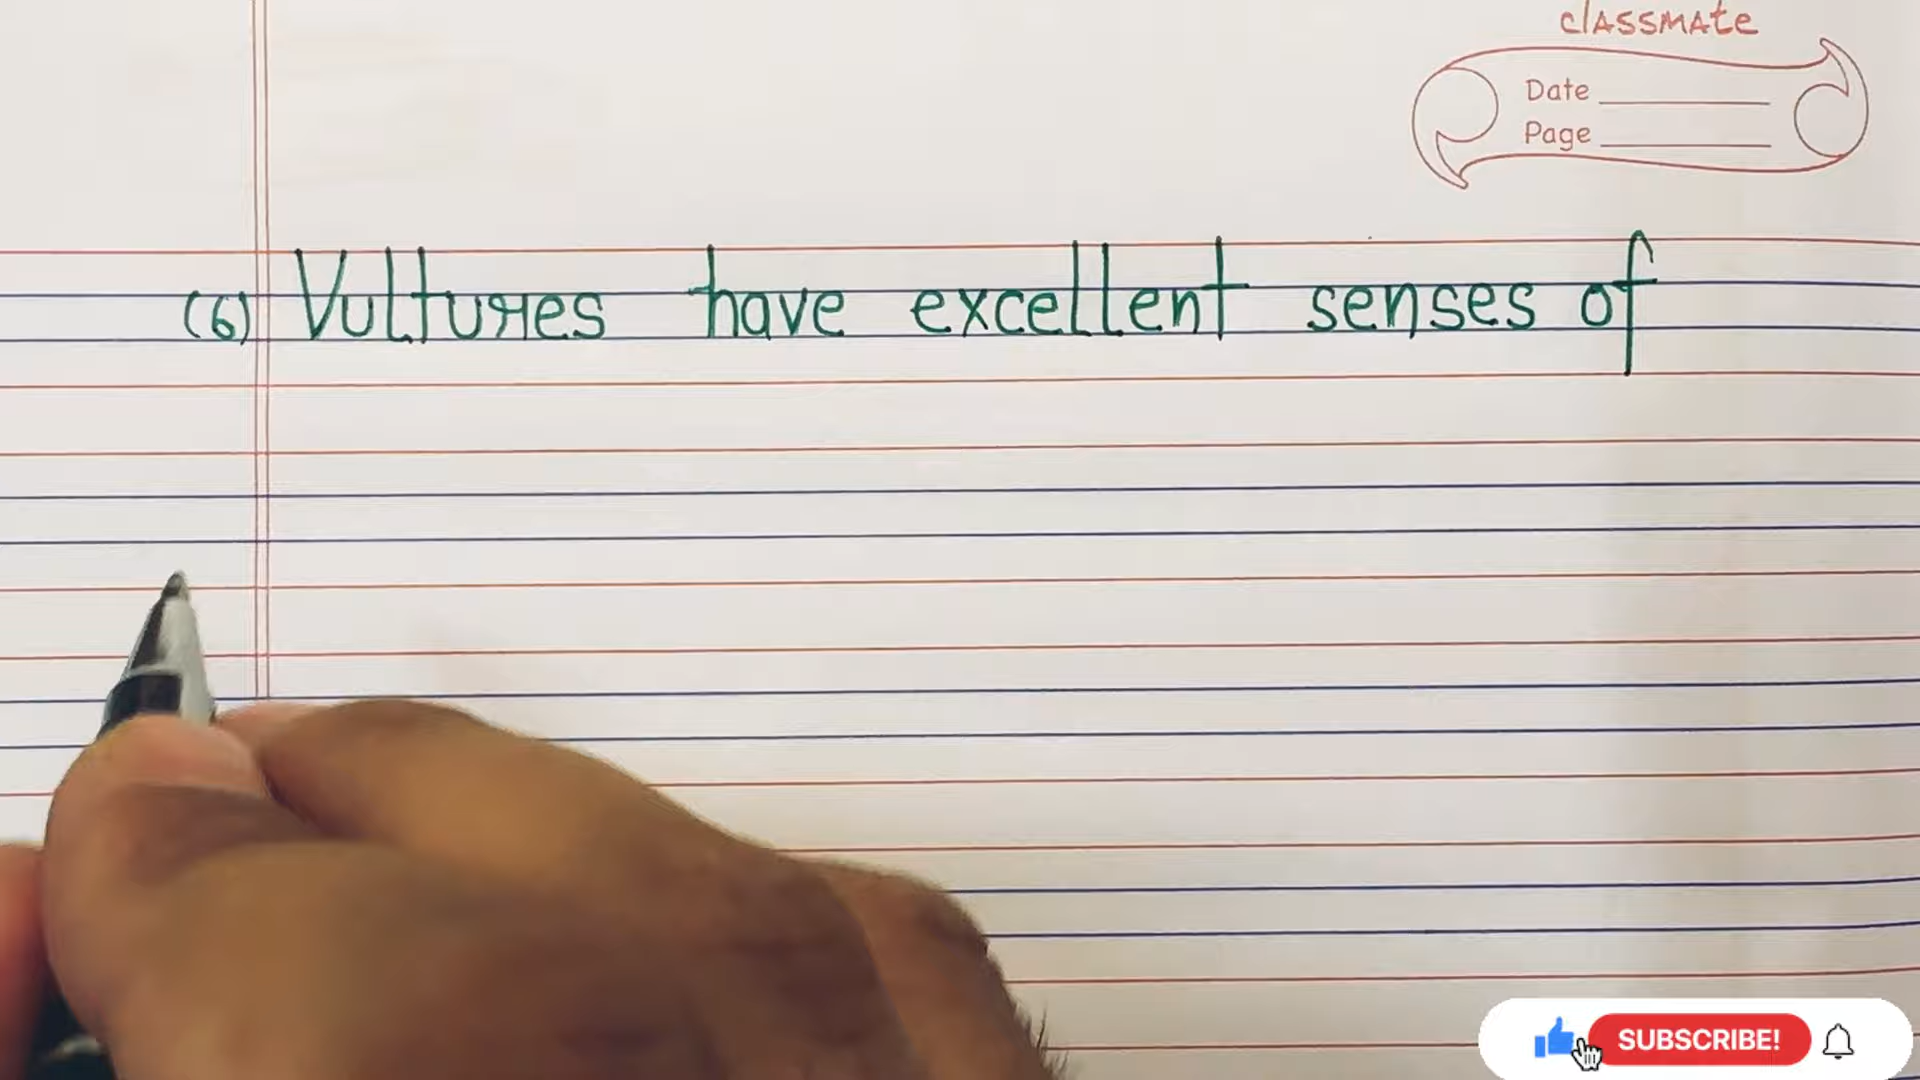 classmate
Date
Page
(6) Vultures have excellent senses of
SUBSCRIBE!